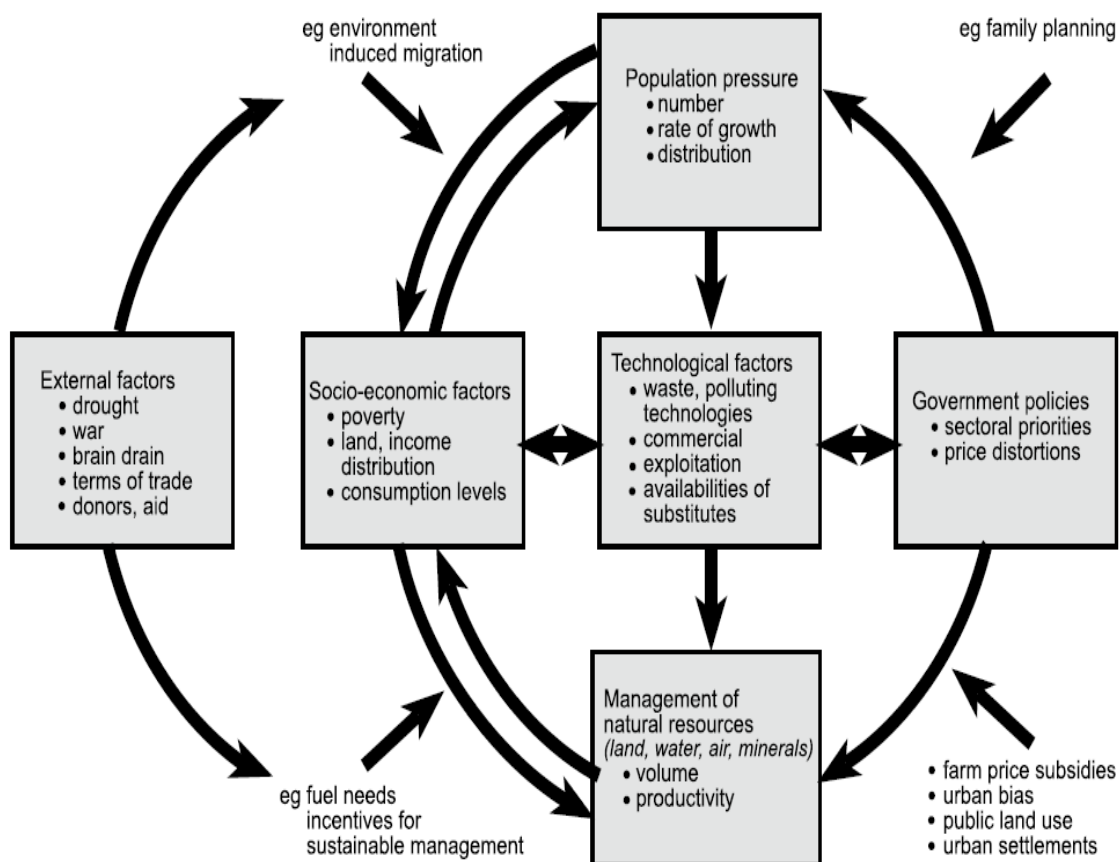 eg environment
induced migration
eg family planning
Population pressure
• number
• rate of growth
• distribution
External factors
• drought
• war
• brain drain
• terms of trade
• donors, aid
Socio-economic factors
• poverty
• land, income
distribution
• consumption levels
Technological factors
• waste, polluting
technologies
• commercial
• exploitation
• availabilities of
substitutes
Government policies
• sectoral priorities
• price distortions
Management of
natural resources
(land, water, air, minerals)
• volume
• productivity
eg fuel needs
incentives for
sustainable management
• farm price subsidies
• urban bias
• public land use
• urban settlements